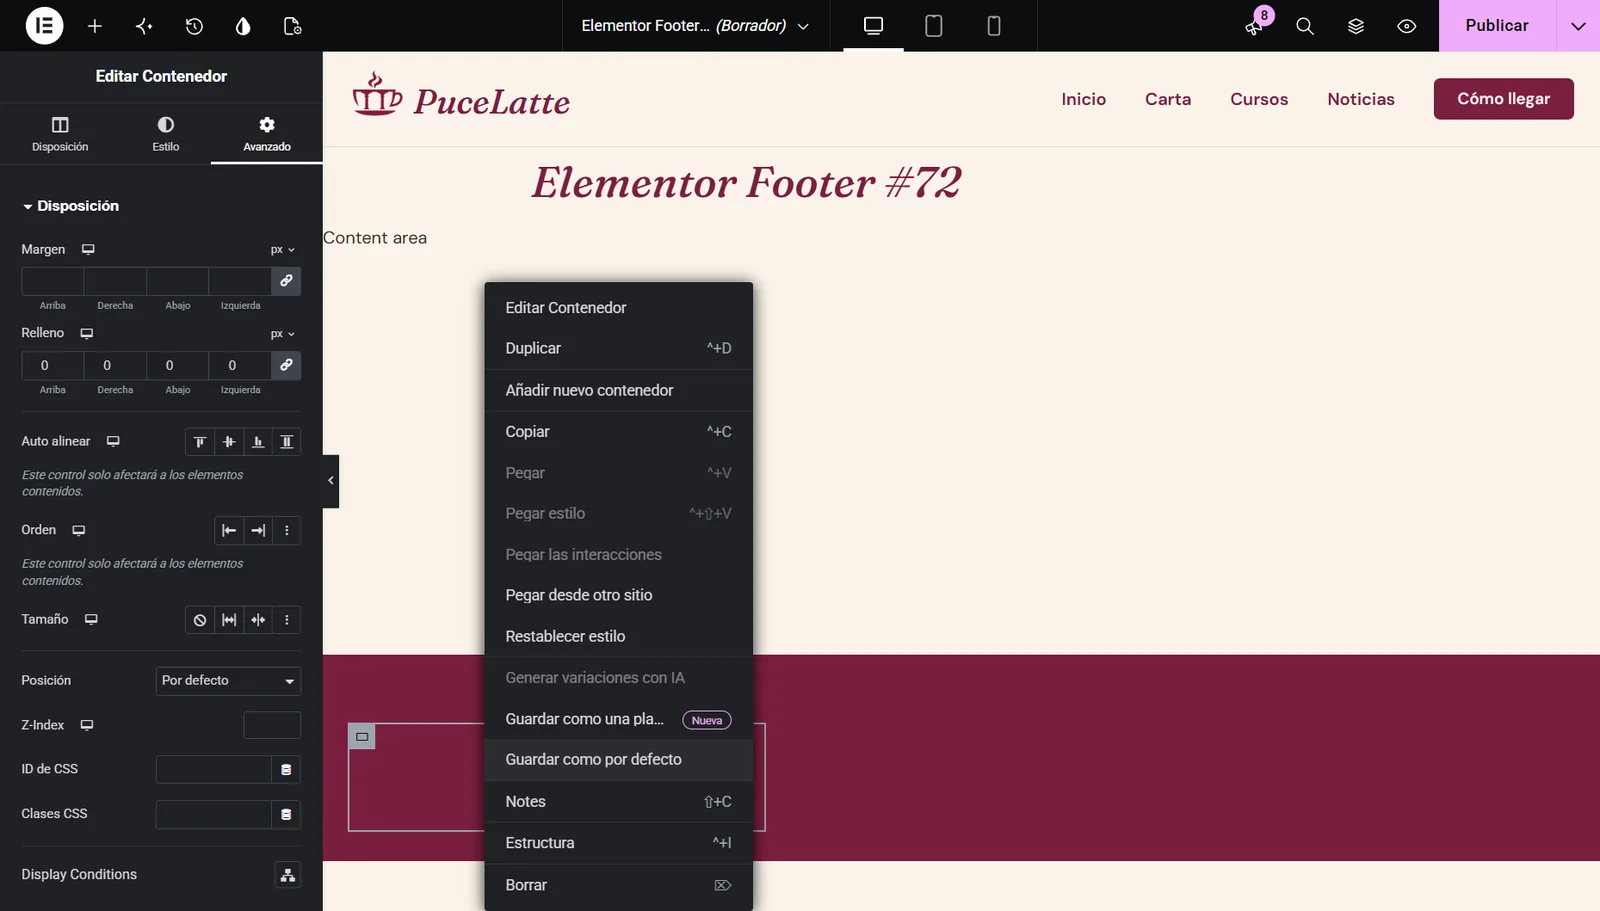 Elementor Footer... (Borrador)
8
Publicar
Editar Contenedor
Disposición
Estilo
Avanzado
PuceLatte
Inicio
Carta
Cursos
Noticias
Cómo llegar
Elementor Footer #72
Content area
Disposición
Margen
px
Arriba
Derecha
Abajo
Izquierda
Relleno
px
0
0
0
0
Arriba
Derecha
Abajo
Izquierda
Auto alinear
Este control solo afectará a los elementos
contenidos.
Orden
Este control solo afectará a los elementos
contenidos.
Tamaño
Posición
Por defecto
Z-Index
ID de CSS
Clases CSS
Display Conditions
Editar Contenedor
Duplicar ^+D
Añadir nuevo contenedor
Copiar ^+C
Pegar ^+V
Pegar estilo ^+⇧+V
Pegar las interacciones
Pegar desde otro sitio
Restablecer estilo
Generar variaciones con IA
Guardar como una pla... Nueva
Guardar como por defecto
Notes ⇧+C
Estructura ^+I
Borrar ⌦